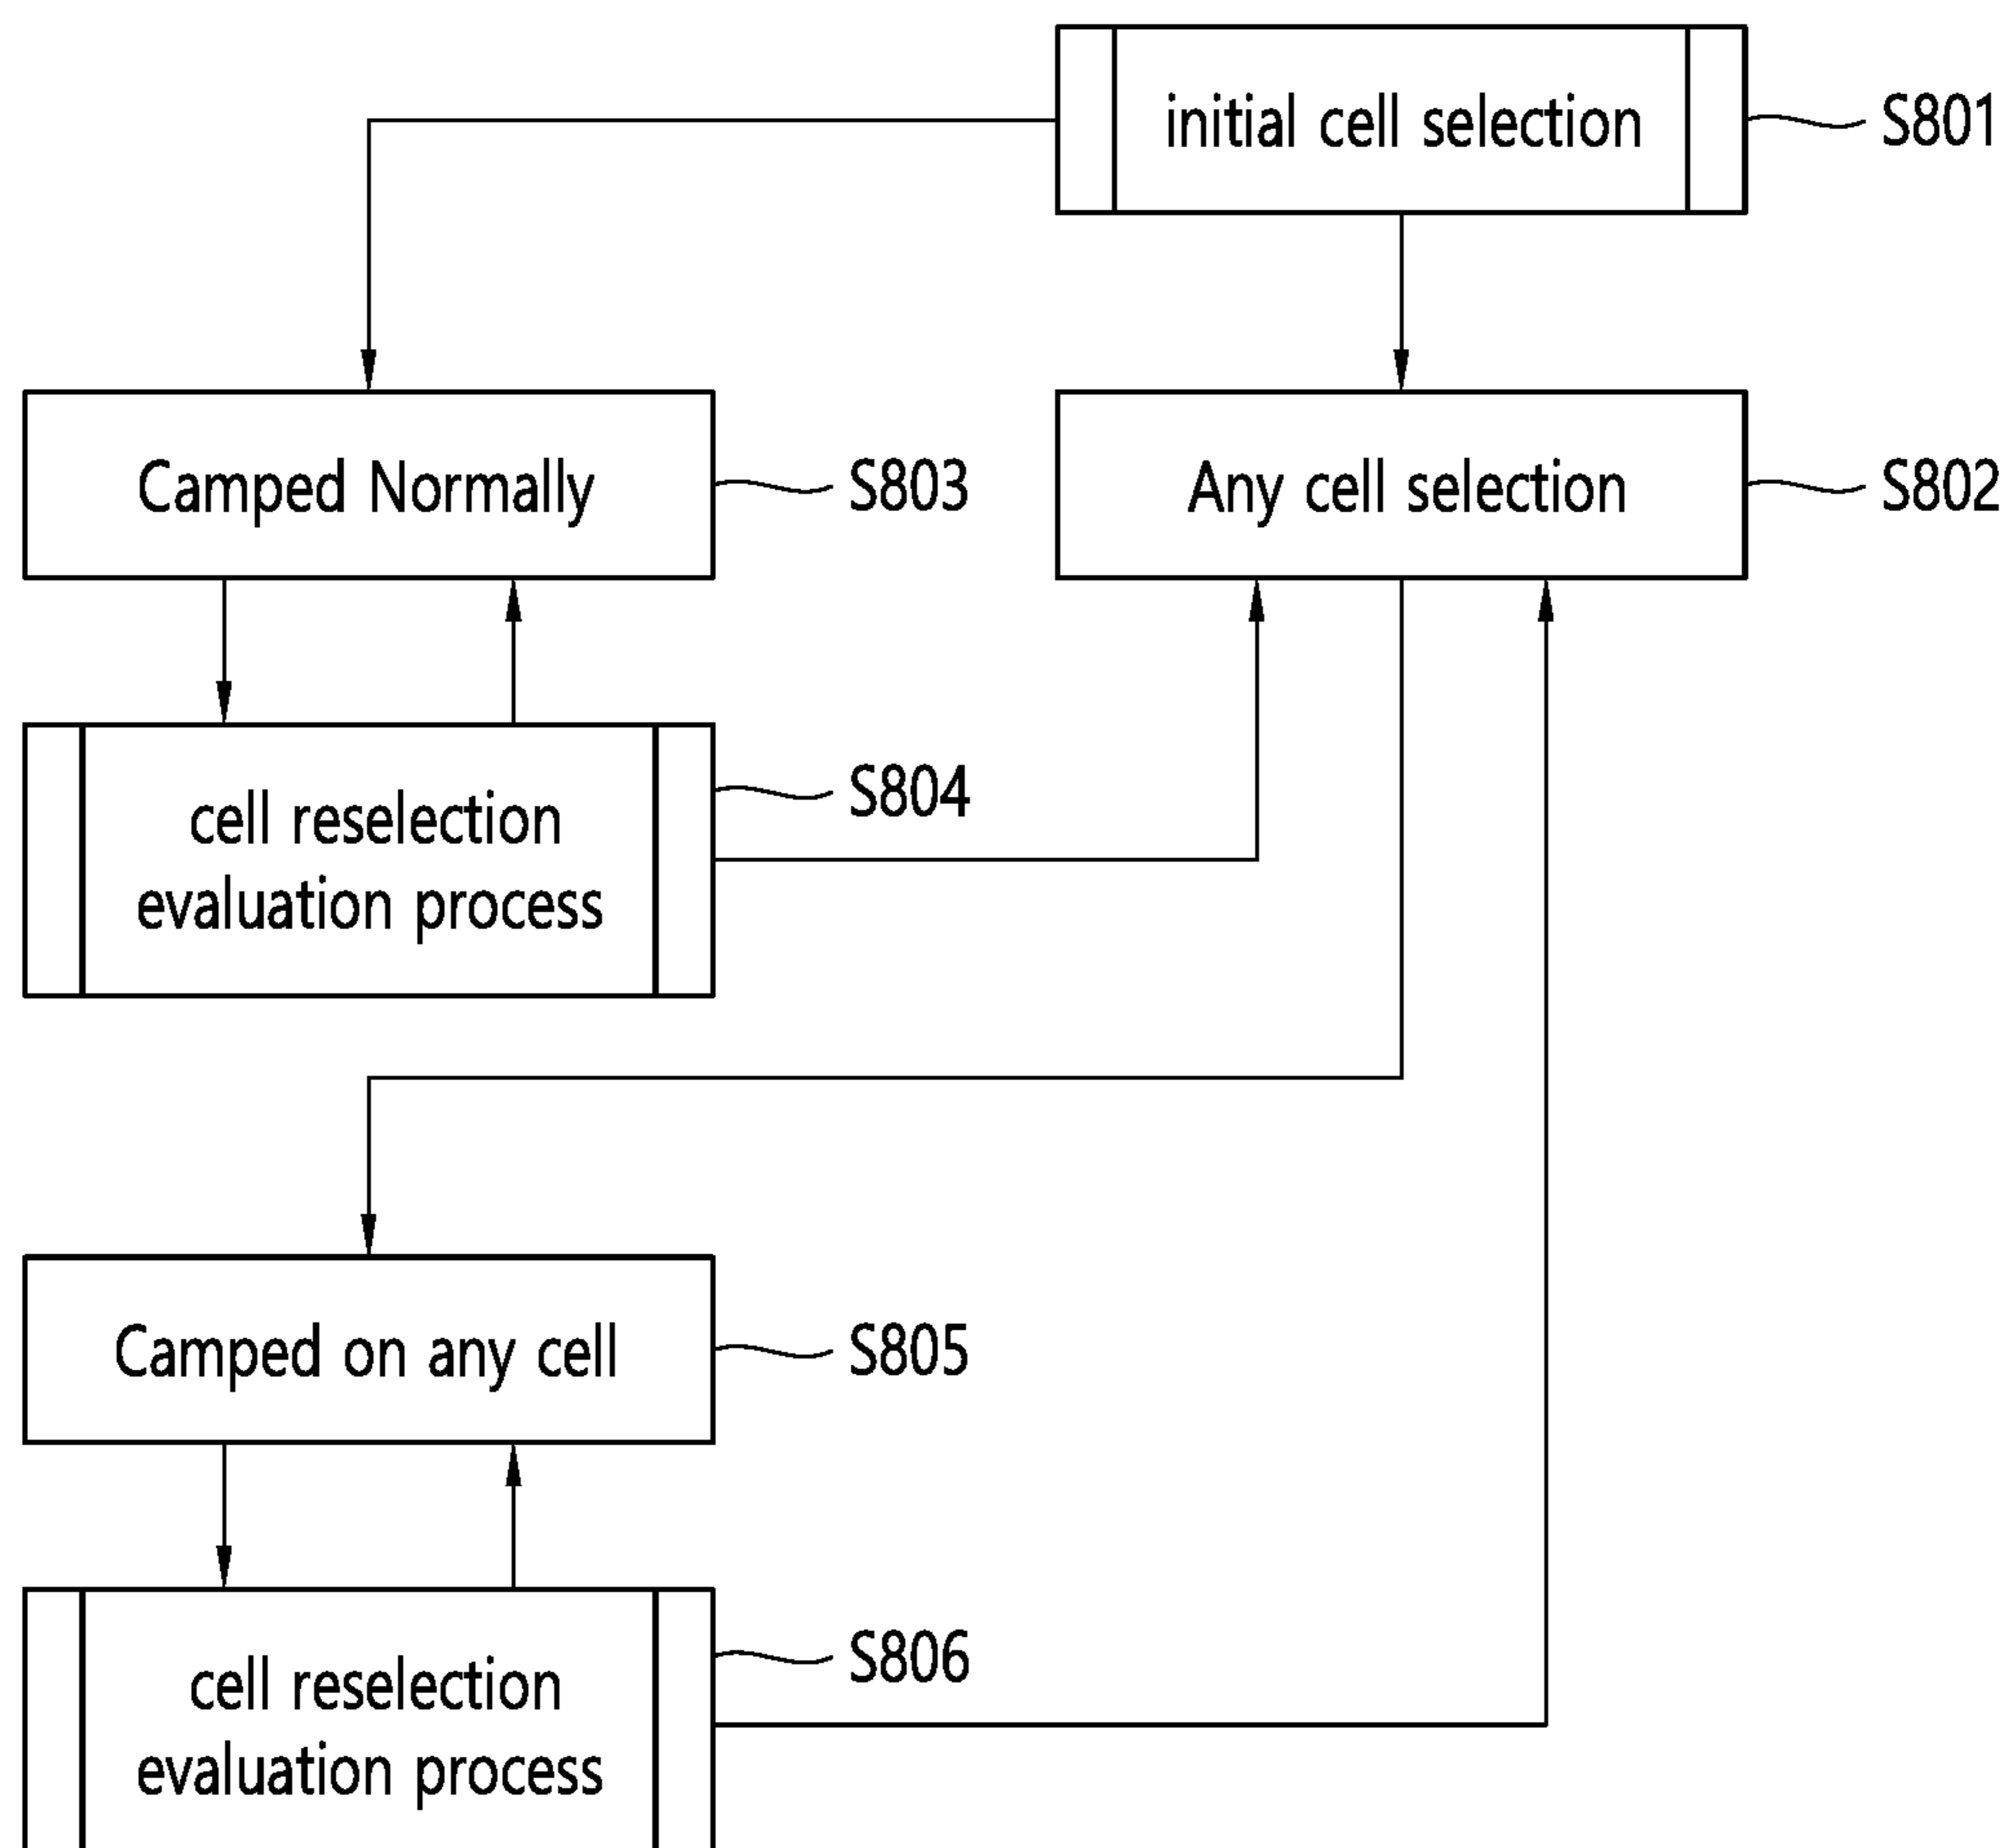 initial cell selection
S801
Camped Normally
S803
Any cell selection
S802
cell reselection
evaluation process
S804
Camped on any cell
S805
cell reselection
evaluation process
S806